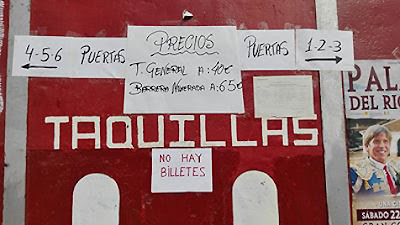 4-5-6 PUERTAS
PRECIOS
T. GENERAL A: 40€
BARRERA NUMERADA A: 65€
PUERTAS 1-2-3
TAQUILLAS
NO HAY
BILLETES
PAL
DEL RIO
SÁBADO 22